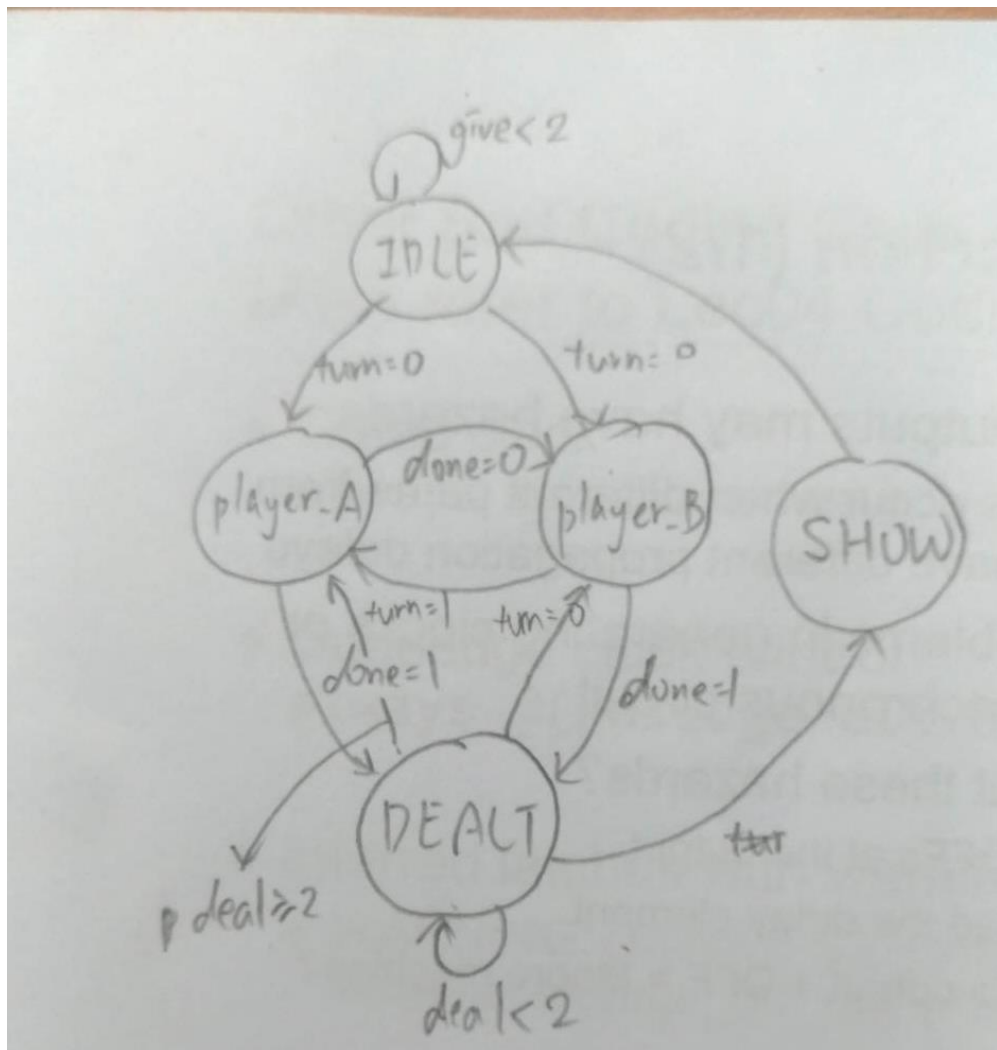 give<2
IDLE
turn=0
turn=0
done=0
player_A
player_B
SHOW
turn=1
turn=0
done=1
done=1
DEALT
deal≥2
deal<2